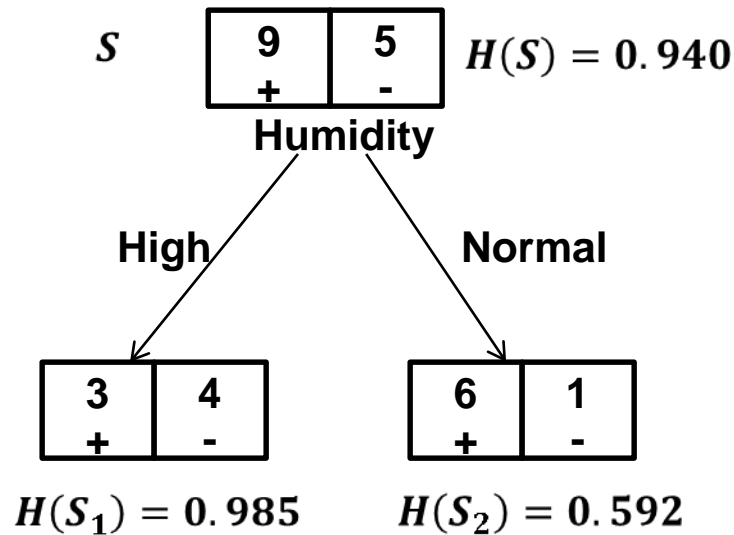 S 9 5 H(S) = 0.940
+ -
Humidity
High Normal
3 4 6 1
+ - + -
H(S₁) = 0.985 H(S₂) = 0.592